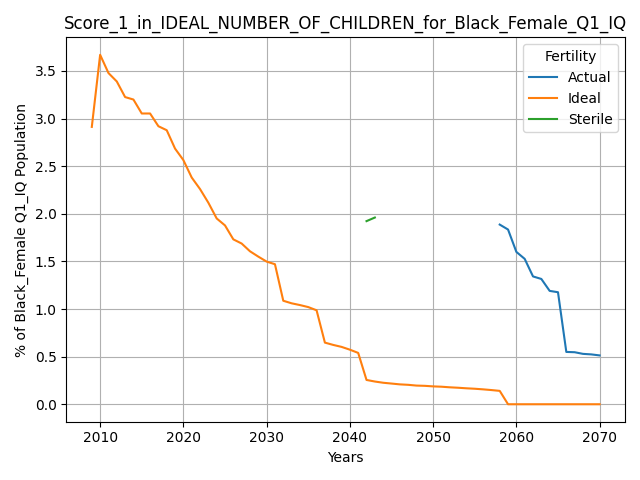 Score_1_in_IDEAL_NUMBER_OF_CHILDREN_for_Black_Female_Q1_IQ
Fertility
Actual
Ideal
Sterile
% of Black_Female Q1_IQ Population
3.5
3.0
2.5
2.0
1.5
1.0
0.5
0.0
2010 2020 2030 2040 2050 2060 2070
Years